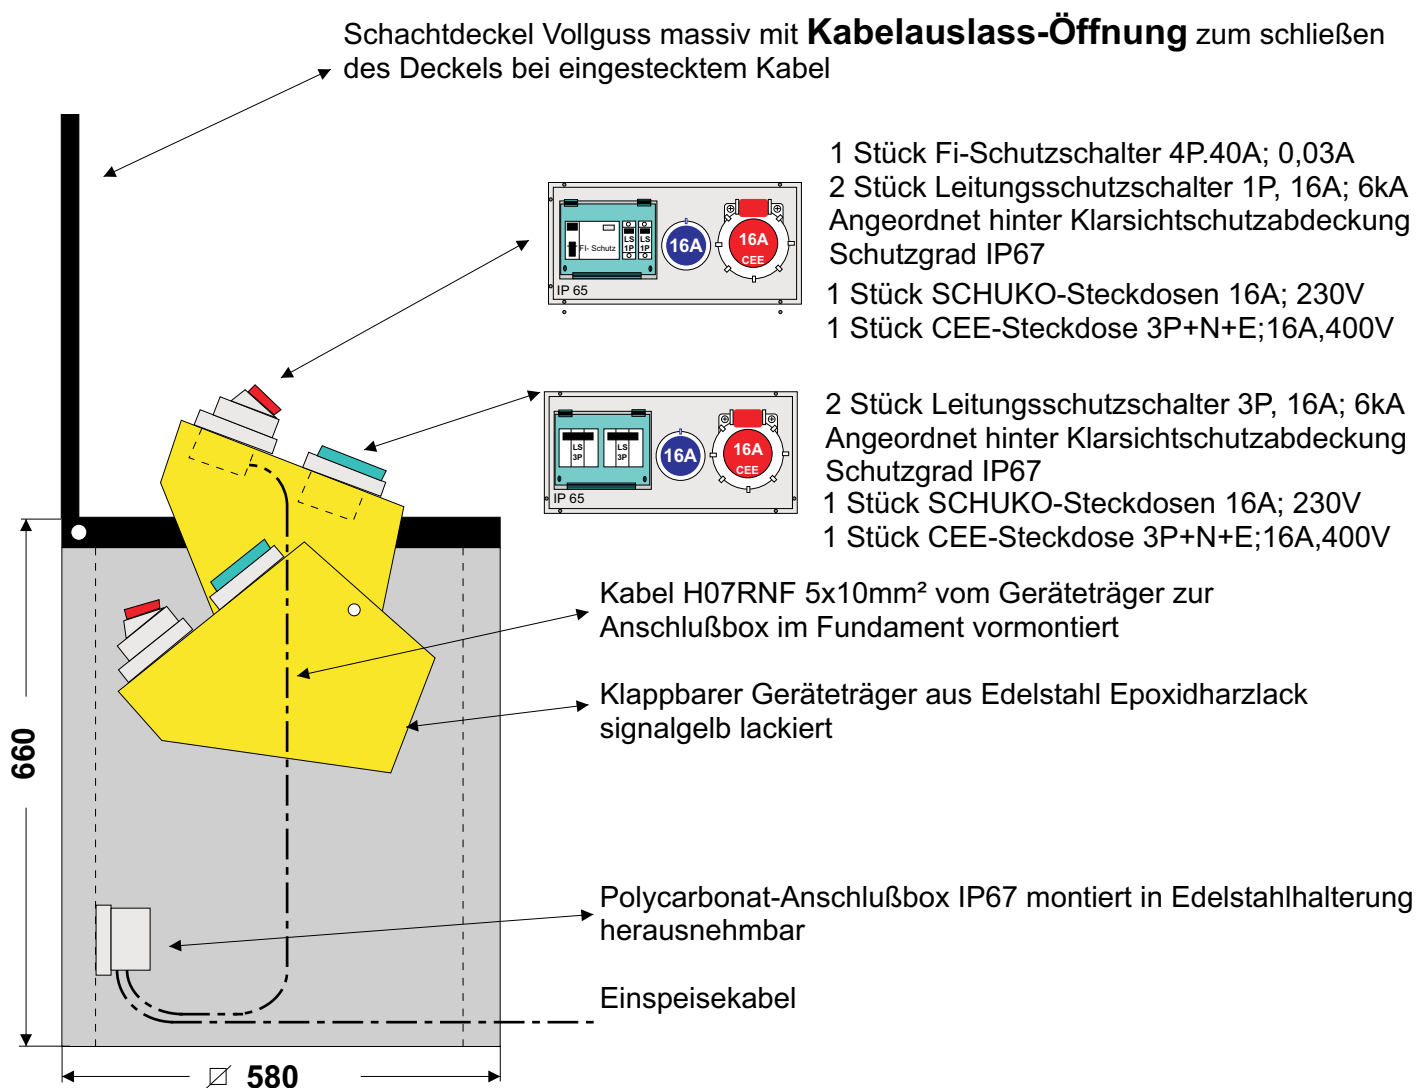 Schachtdeckel Vollguss massiv mit Kabelauslass-Öffnung zum schließen
des Deckels bei eingestecktem Kabel
1 Stück Fi-Schutzschalter 4P.40A; 0,03A
2 Stück Leitungsschutzschalter 1P, 16A; 6kA
Angeordnet hinter Klarsichtschutzabdeckung
Schutzgrad IP67
1 Stück SCHUKO-Steckdosen 16A; 230V
1 Stück CEE-Steckdose 3P+N+E;16A,400V
Fi- Schutz
LS
1P
LS
1P
16A
16A
CEE
IP 65
2 Stück Leitungsschutzschalter 3P, 16A; 6kA
Angeordnet hinter Klarsichtschutzabdeckung
Schutzgrad IP67
1 Stück SCHUKO-Steckdosen 16A; 230V
1 Stück CEE-Steckdose 3P+N+E;16A,400V
LS
3P
LS
3P
16A
16A
CEE
IP 65
Kabel H07RNF 5x10mm² vom Geräteträger zur
Anschlußbox im Fundament vormontiert
Klappbarer Geräteträger aus Edelstahl Epoxidharzlack
signalgelb lackiert
660
Polycarbonat-Anschlußbox IP67 montiert in Edelstahlhalterung
herausnehmbar
Einspeisekabel
580